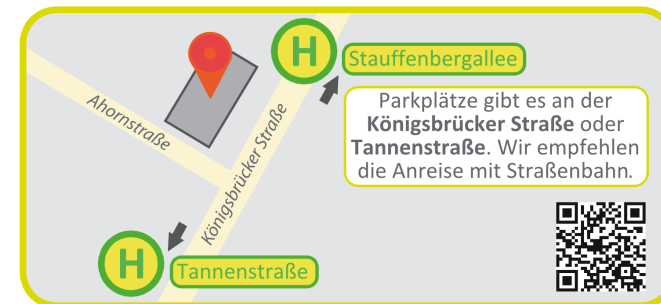 H
Stauffenbergallee
Parkplätze gibt es an der
Königsbrücker Straße oder
Tannenstraße. Wir empfehlen
die Anreise mit Straßenbahn.
Ahornstraße
Königsbrücker Straße
H
Tannenstraße